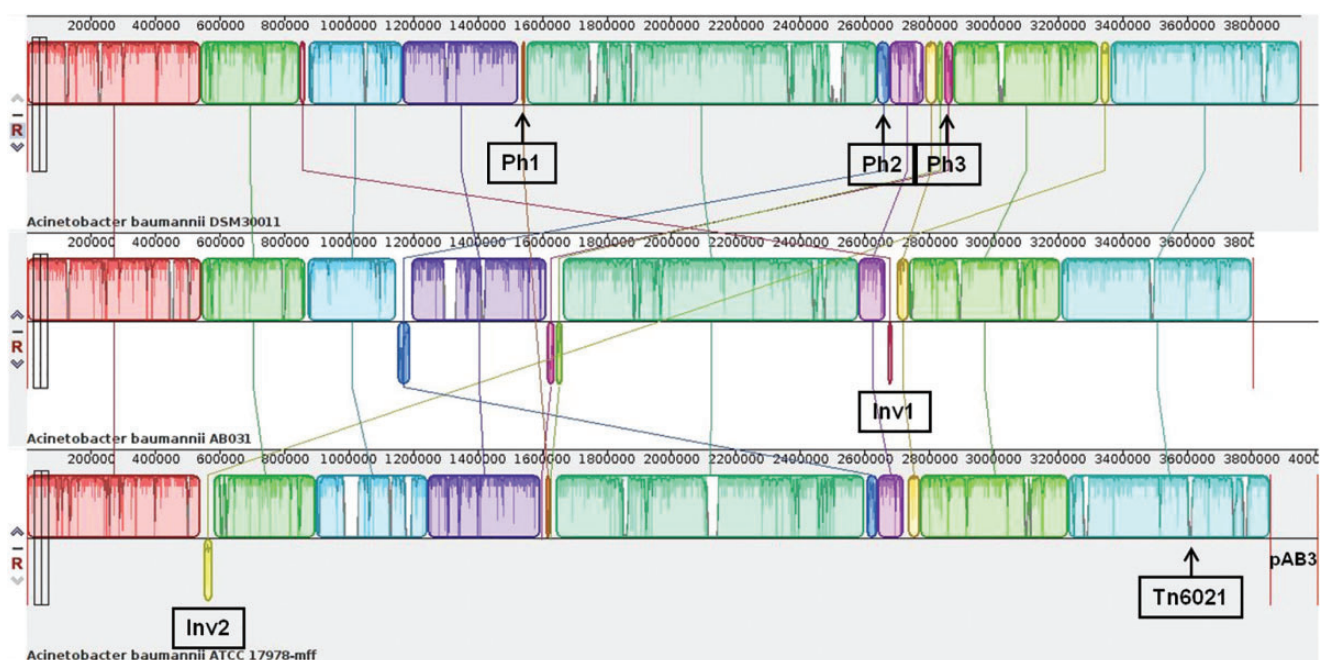 200000 400000 600000 800000 1000000 1200000 1400000 1600000 1800000 2000000 2200000 2400000 2600000 2800000 3000000 3200000 3400000 3600000 3800000
R
Ph1 Ph2 Ph3
Acinetobacter baumannii DSM30011
200000 400000 600000 800000 1000000 1200000 1400000 1600000 1800000 2000000 2200000 2400000 2600000 2800000 3000000 3200000 3400000 3600000 380
R
Inv1
Acinetobacter baumannii AB031
200000 400000 600000 800000 1000000 1200000 1400000 1600000 1800000 2000000 2200000 2400000 2600000 2800000 3000000 3200000 3400000 3600000 3800000 400
R
pAB3
Tn6021
Inv2
Acinetobacter baumannii ATCC 17978-mff